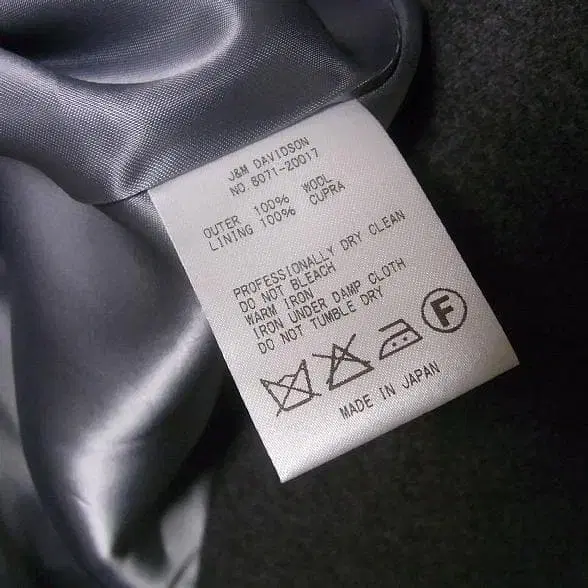 J&M DAVIDSON
NO. 8071-20017
OUTER 100% WOOL
LINING 100% CUPRA
PROFESSIONALLY DRY CLEAN
DO NOT BLEACH
WARM IRON
IRON UNDER DAMP CLOTH
DO NOT TUMBLE DRY
F
MADE IN JAPAN